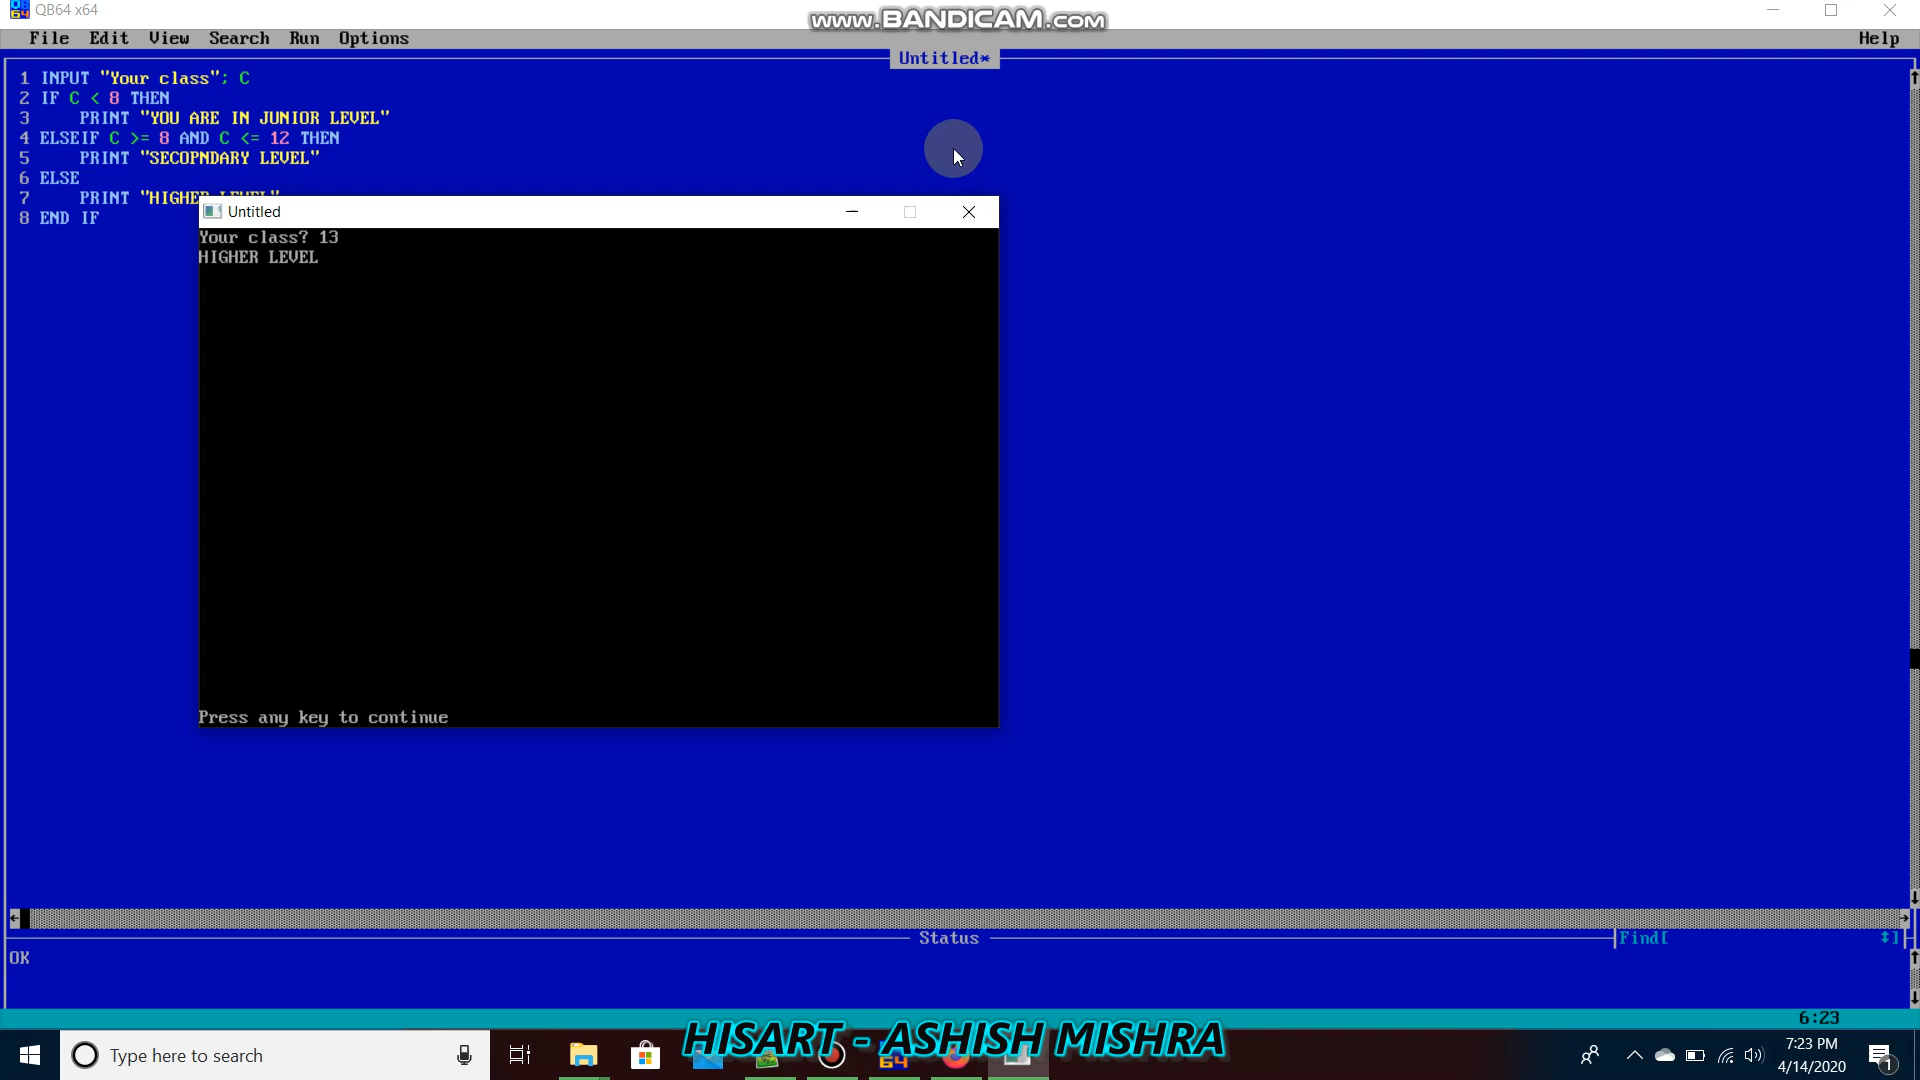 QB64 x64
www.BANDICAM.com
File Edit View Search Run Options Help
Untitled*
1 INPUT "Your class"; C
2 IF C < 8 THEN
3 PRINT "YOU ARE IN JUNIOR LEVEL"
4 ELSEIF C >= 8 AND C <= 12 THEN
5 PRINT "SECOPNDARY LEVEL"
6 ELSE
7 PRINT "HIGHER LEVEL"
8 END IF
Untitled
Your class? 13
HIGHER LEVEL
Press any key to continue
Status
Find[ ]
OK
6:23
HISART - ASHISH MISHRA
Type here to search
64
7:23 PM
4/14/2020
1